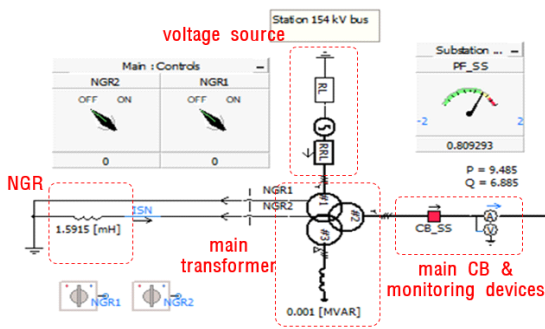 Station 154 kV bus
voltage source
Main : Controls
NGR2 NGR1
OFF ON OFF ON
0 0
Substation ...
PF_SS
-2 2
0.809293
RL
S
RRL
P = 9.485
Q = 6.885
NGR
NGR1
NGR2
ISN
1.5915 [mH]
#1
#2
#3
CB_SS
A
V
main
transformer
main CB &
monitoring devices
NGR1 NGR2
0.001 [MVAR]